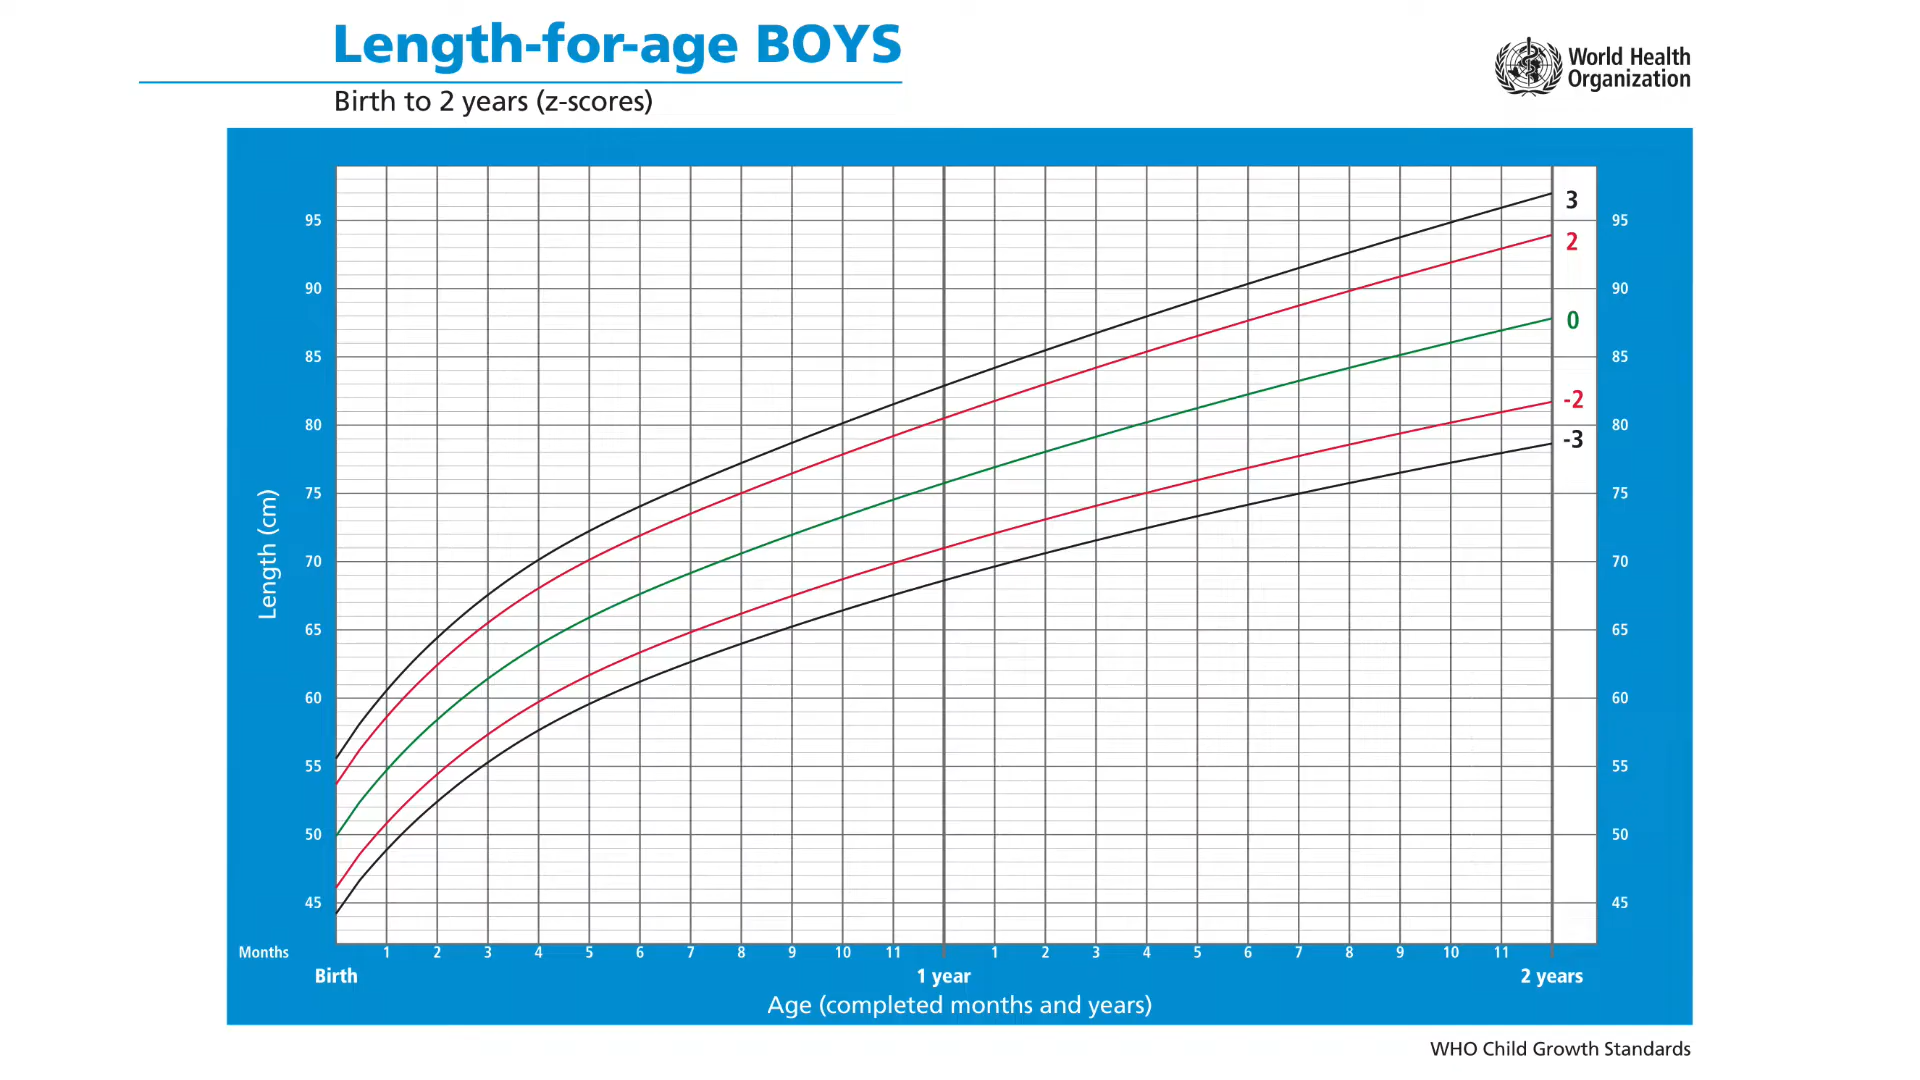 Length-for-age BOYS
Birth to 2 years (z-scores)
World Health
Organization
3
95 95
2
90 90
0
85 85
-2
80 80
-3
75 75
70 70
65 65
60 60
55 55
50 50
45 45
Length (cm)
Months 1 2 3 4 5 6 7 8 9 10 11 1 2 3 4 5 6 7 8 9 10 11
Birth 1 year 2 years
Age (completed months and years)
WHO Child Growth Standards